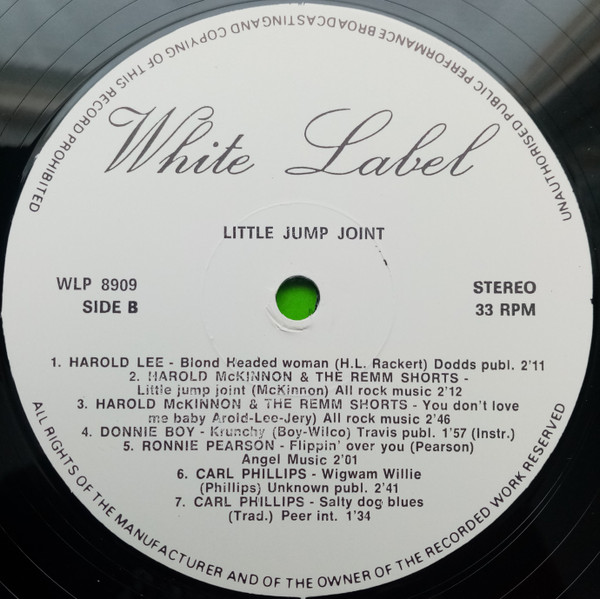 UNAUTHORISED PUBLIC PERFORMANCE BROADCASTING AND COPYING OF THIS RECORD PROHIBITED
White Label
LITTLE JUMP JOINT
WLP 8909
SIDE B
STEREO
33 RPM
1. HAROLD LEE - Blond Headed woman (H.L. Rackert) Dodds publ. 2'11
2. HAROLD McKINNON & THE REMM SHORTS -
Little jump joint (McKinnon) All rock music 2'12
3. HAROLD McKINNON & THE REMM SHORTS - You don't love
me baby Arold-Lee-Jery) All rock music 2'46
4. DONNIE BOY - Krunchy (Boy-Wilco) Travis publ. 1'57 (Instr.)
5. RONNIE PEARSON - Flippin' over you (Pearson)
Angel Music 2'01
6. CARL PHILLIPS - Wigwam Willie
(Phillips) Unknown publ. 2'41
7. CARL PHILLIPS - Salty dog blues
(Trad.) Peer int. 1'34
ALL RIGHTS OF THE MANUFACTURER AND OF THE OWNER OF THE RECORDED WORK RESERVED